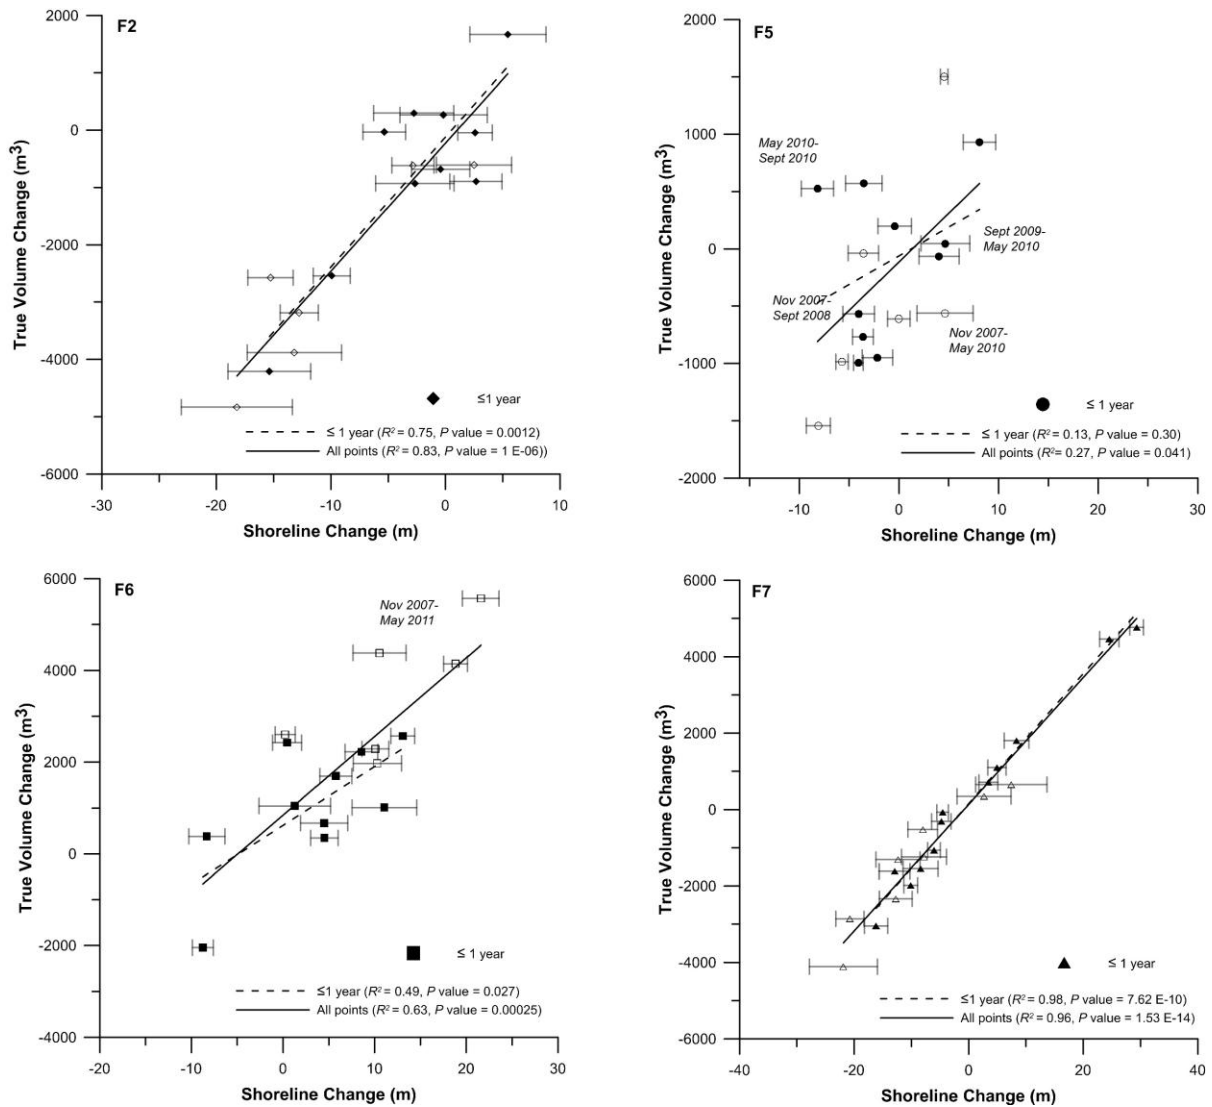 F2
2000
0
-2000
-4000
-6000
True Volume Change (m³)
≤1 year
≤ 1 year (R² = 0.75, P value = 0.0012)
All points (R² = 0.83, P value = 1 E-06))
-20 -10 0 10
Shoreline Change (m)
F5
2000
1000
0
-1000
-2000
True Volume Change (m³)
May 2010-
Sept 2010
Sept 2009-
May 2010
Nov 2007-
Sept 2008
Nov 2007-
May 2010
≤ 1 year
≤ 1 year (R² = 0.13, P value = 0.30)
All points (R² = 0.27, P value = 0.041)
-10 0 10 20 30
Shoreline Change (m)
F6
6000
4000
2000
0
-2000
-4000
True Volume Change (m³)
Nov 2007-
May 2011
≤ 1 year
≤1 year (R² = 0.49, P value = 0.027)
All points (R² = 0.63, P value = 0.00025)
-20 -10 0 10 20 30
Shoreline Change (m)
F7
6000
4000
2000
0
-2000
-4000
-6000
True Volume Change (m³)
≤ 1 year
≤1 year (R² = 0.98, P value = 7.62 E-10)
All points (R² = 0.96, P value = 1.53 E-14)
-40 -20 0 20 40
Shoreline Change (m)